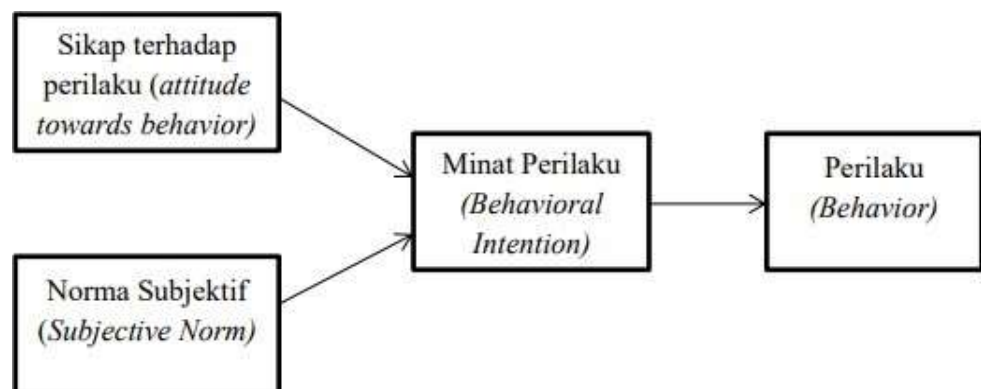 Sikap terhadap
perilaku (attitude
towards behavior)
Minat Perilaku
(Behavioral
Intention)
Perilaku
(Behavior)
Norma Subjektif
(Subjective Norm)